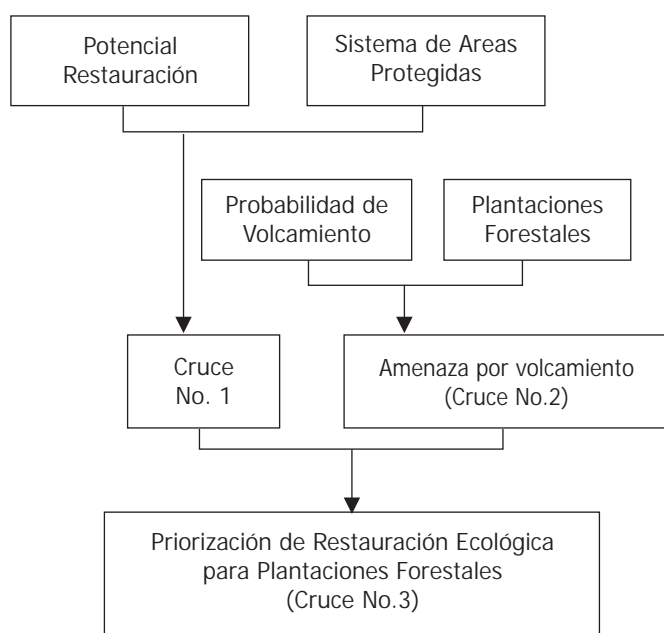 Potencial
Restauración
Sistema de Areas
Protegidas
Probabilidad de
Volcamiento
Plantaciones
Forestales
Cruce
No. 1
Amenaza por volcamiento
(Cruce No.2)
Priorización de Restauración Ecológica
para Plantaciones Forestales
(Cruce No.3)